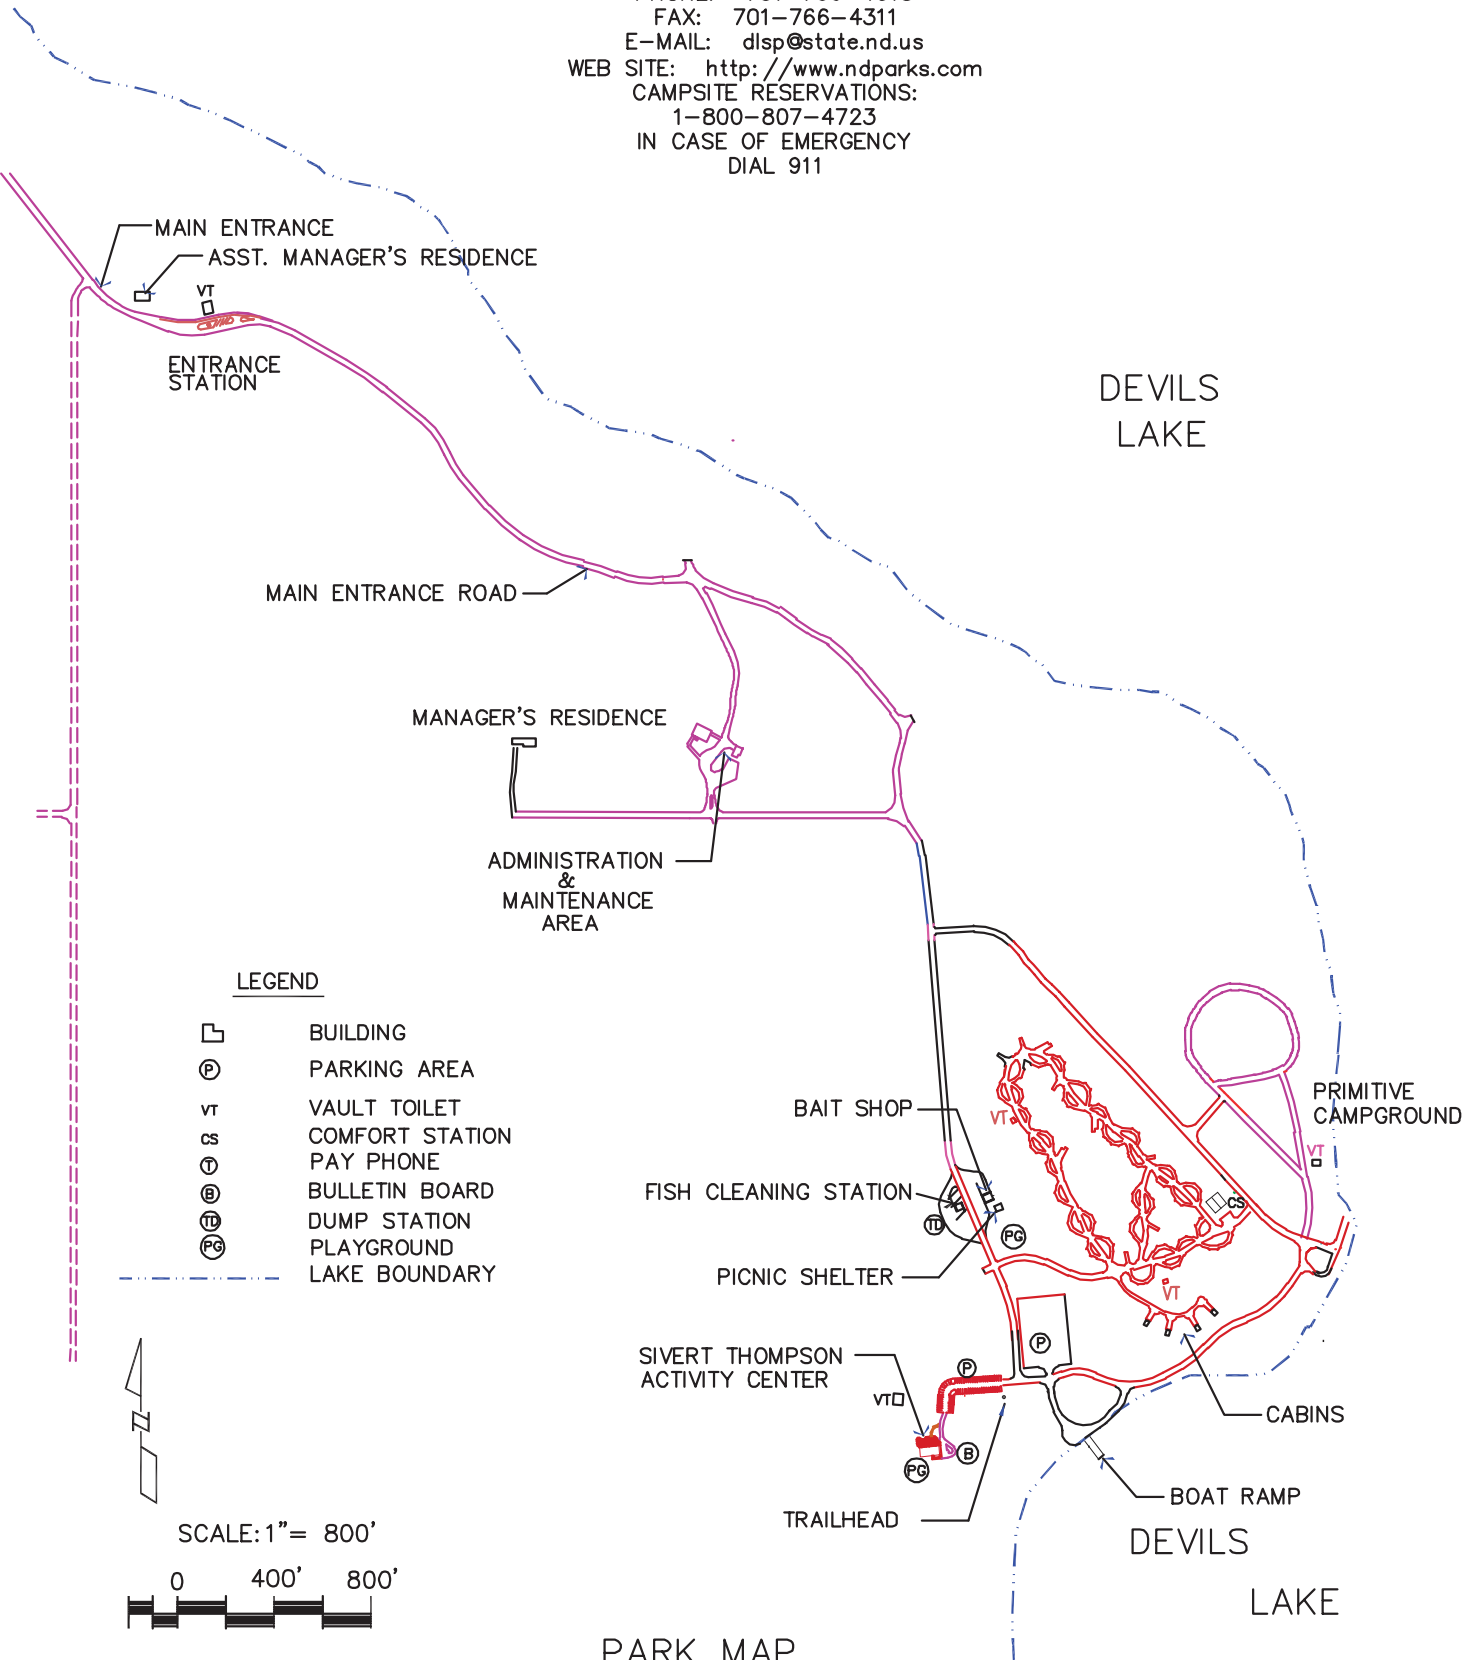 FAX: 701-766-4311
E-MAIL: dlsp@state.nd.us
WEB SITE: http://www.ndparks.com
CAMPSITE RESERVATIONS:
1-800-807-4723
IN CASE OF EMERGENCY
DIAL 911
MAIN ENTRANCE
ASST. MANAGER'S RESIDENCE
VT
ENTRANCE
STATION
DEVILS
LAKE
MAIN ENTRANCE ROAD
MANAGER'S RESIDENCE
ADMINISTRATION
&
MAINTENANCE
AREA
LEGEND
BUILDING
P PARKING AREA
VT VAULT TOILET
CS COMFORT STATION
T PAY PHONE
B BULLETIN BOARD
TD DUMP STATION
PG PLAYGROUND
LAKE BOUNDARY
PRIMITIVE
CAMPGROUND
VT
BAIT SHOP
VT
FISH CLEANING STATION
CS
TD
PG
PICNIC SHELTER
VT
P
SIVERT THOMPSON
ACTIVITY CENTER
P
VT
CABINS
B
PG
BOAT RAMP
TRAILHEAD
DEVILS
LAKE
N
SCALE: 1"= 800'
0 400' 800'
PARK MAP